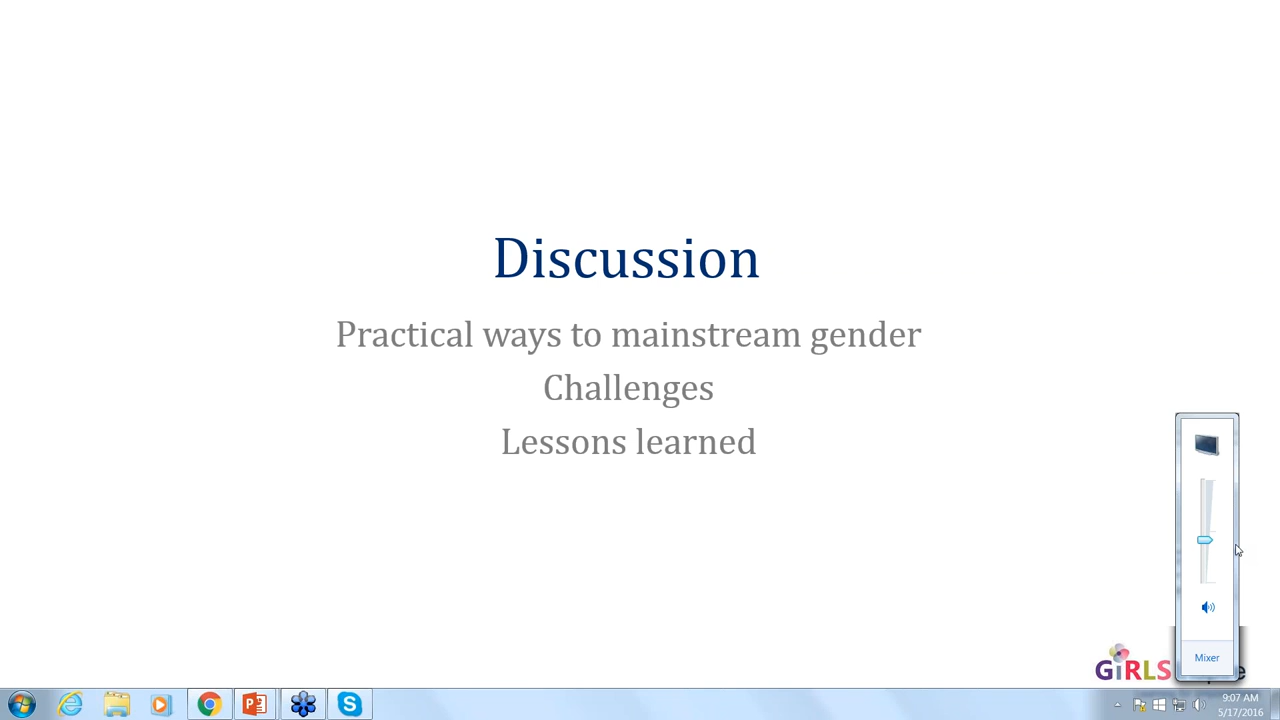 Discussion
Practical ways to mainstream gender
Challenges
Lessons learned
Mixer
GiRLS
9:07 AM
5/17/2016